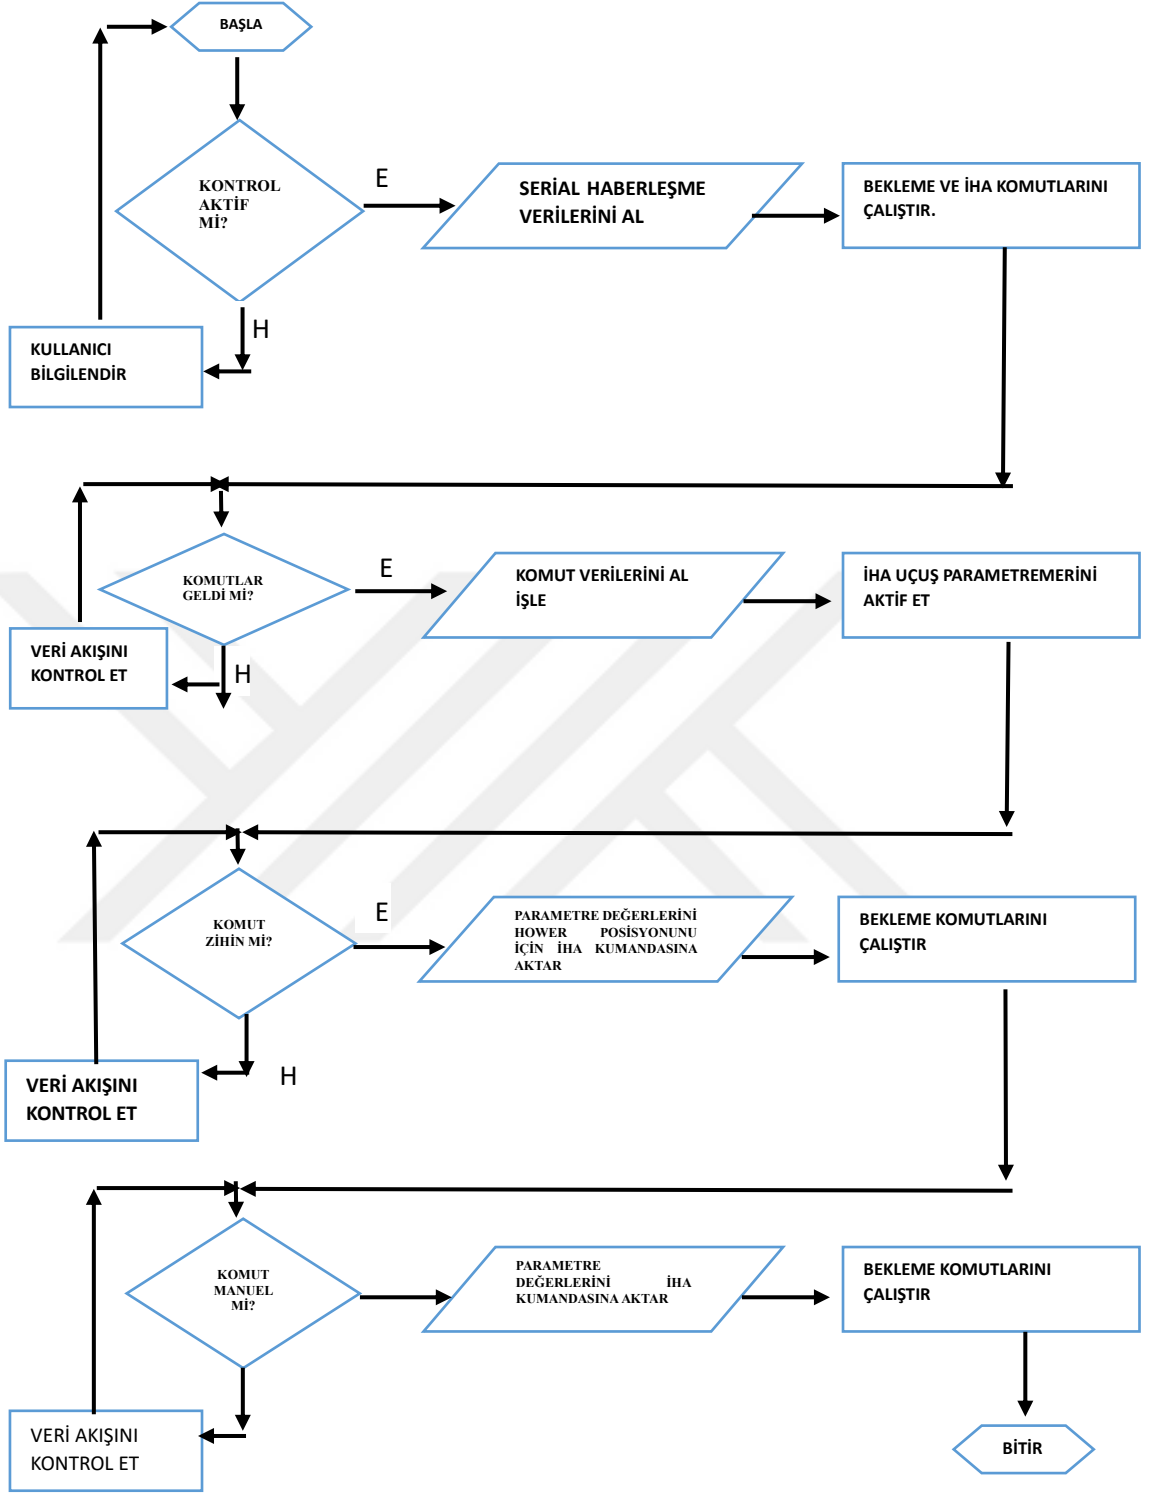 BAŞLA
KONTROL
AKTİF
Mİ?
E
SERİAL HABERLEŞME
VERİLERİNİ AL
BEKLEME VE İHA KOMUTLARINI
ÇALIŞTIR.
H
KULLANICI
BİLGİLENDİR
KOMUTLAR
GELDİ Mİ?
E
KOMUT VERİLERİNİ AL
İŞLE
İHA UÇUŞ PARAMETREMERİNİ
AKTİF ET
H
VERİ AKIŞINI
KONTROL ET
KOMUT
ZİHİN Mİ?
E
PARAMETRE DEĞERLERİNİ
HOWER POSİSYONUNU
İÇİN İHA KUMANDASINA
AKTAR
BEKLEME KOMUTLARINI
ÇALIŞTIR
H
VERİ AKIŞINI
KONTROL ET
KOMUT
MANUEL
Mİ?
PARAMETRE
DEĞERLERİNİ İHA
KUMANDASINA AKTAR
BEKLEME KOMUTLARINI
ÇALIŞTIR
VERİ AKIŞINI
KONTROL ET
BİTİR